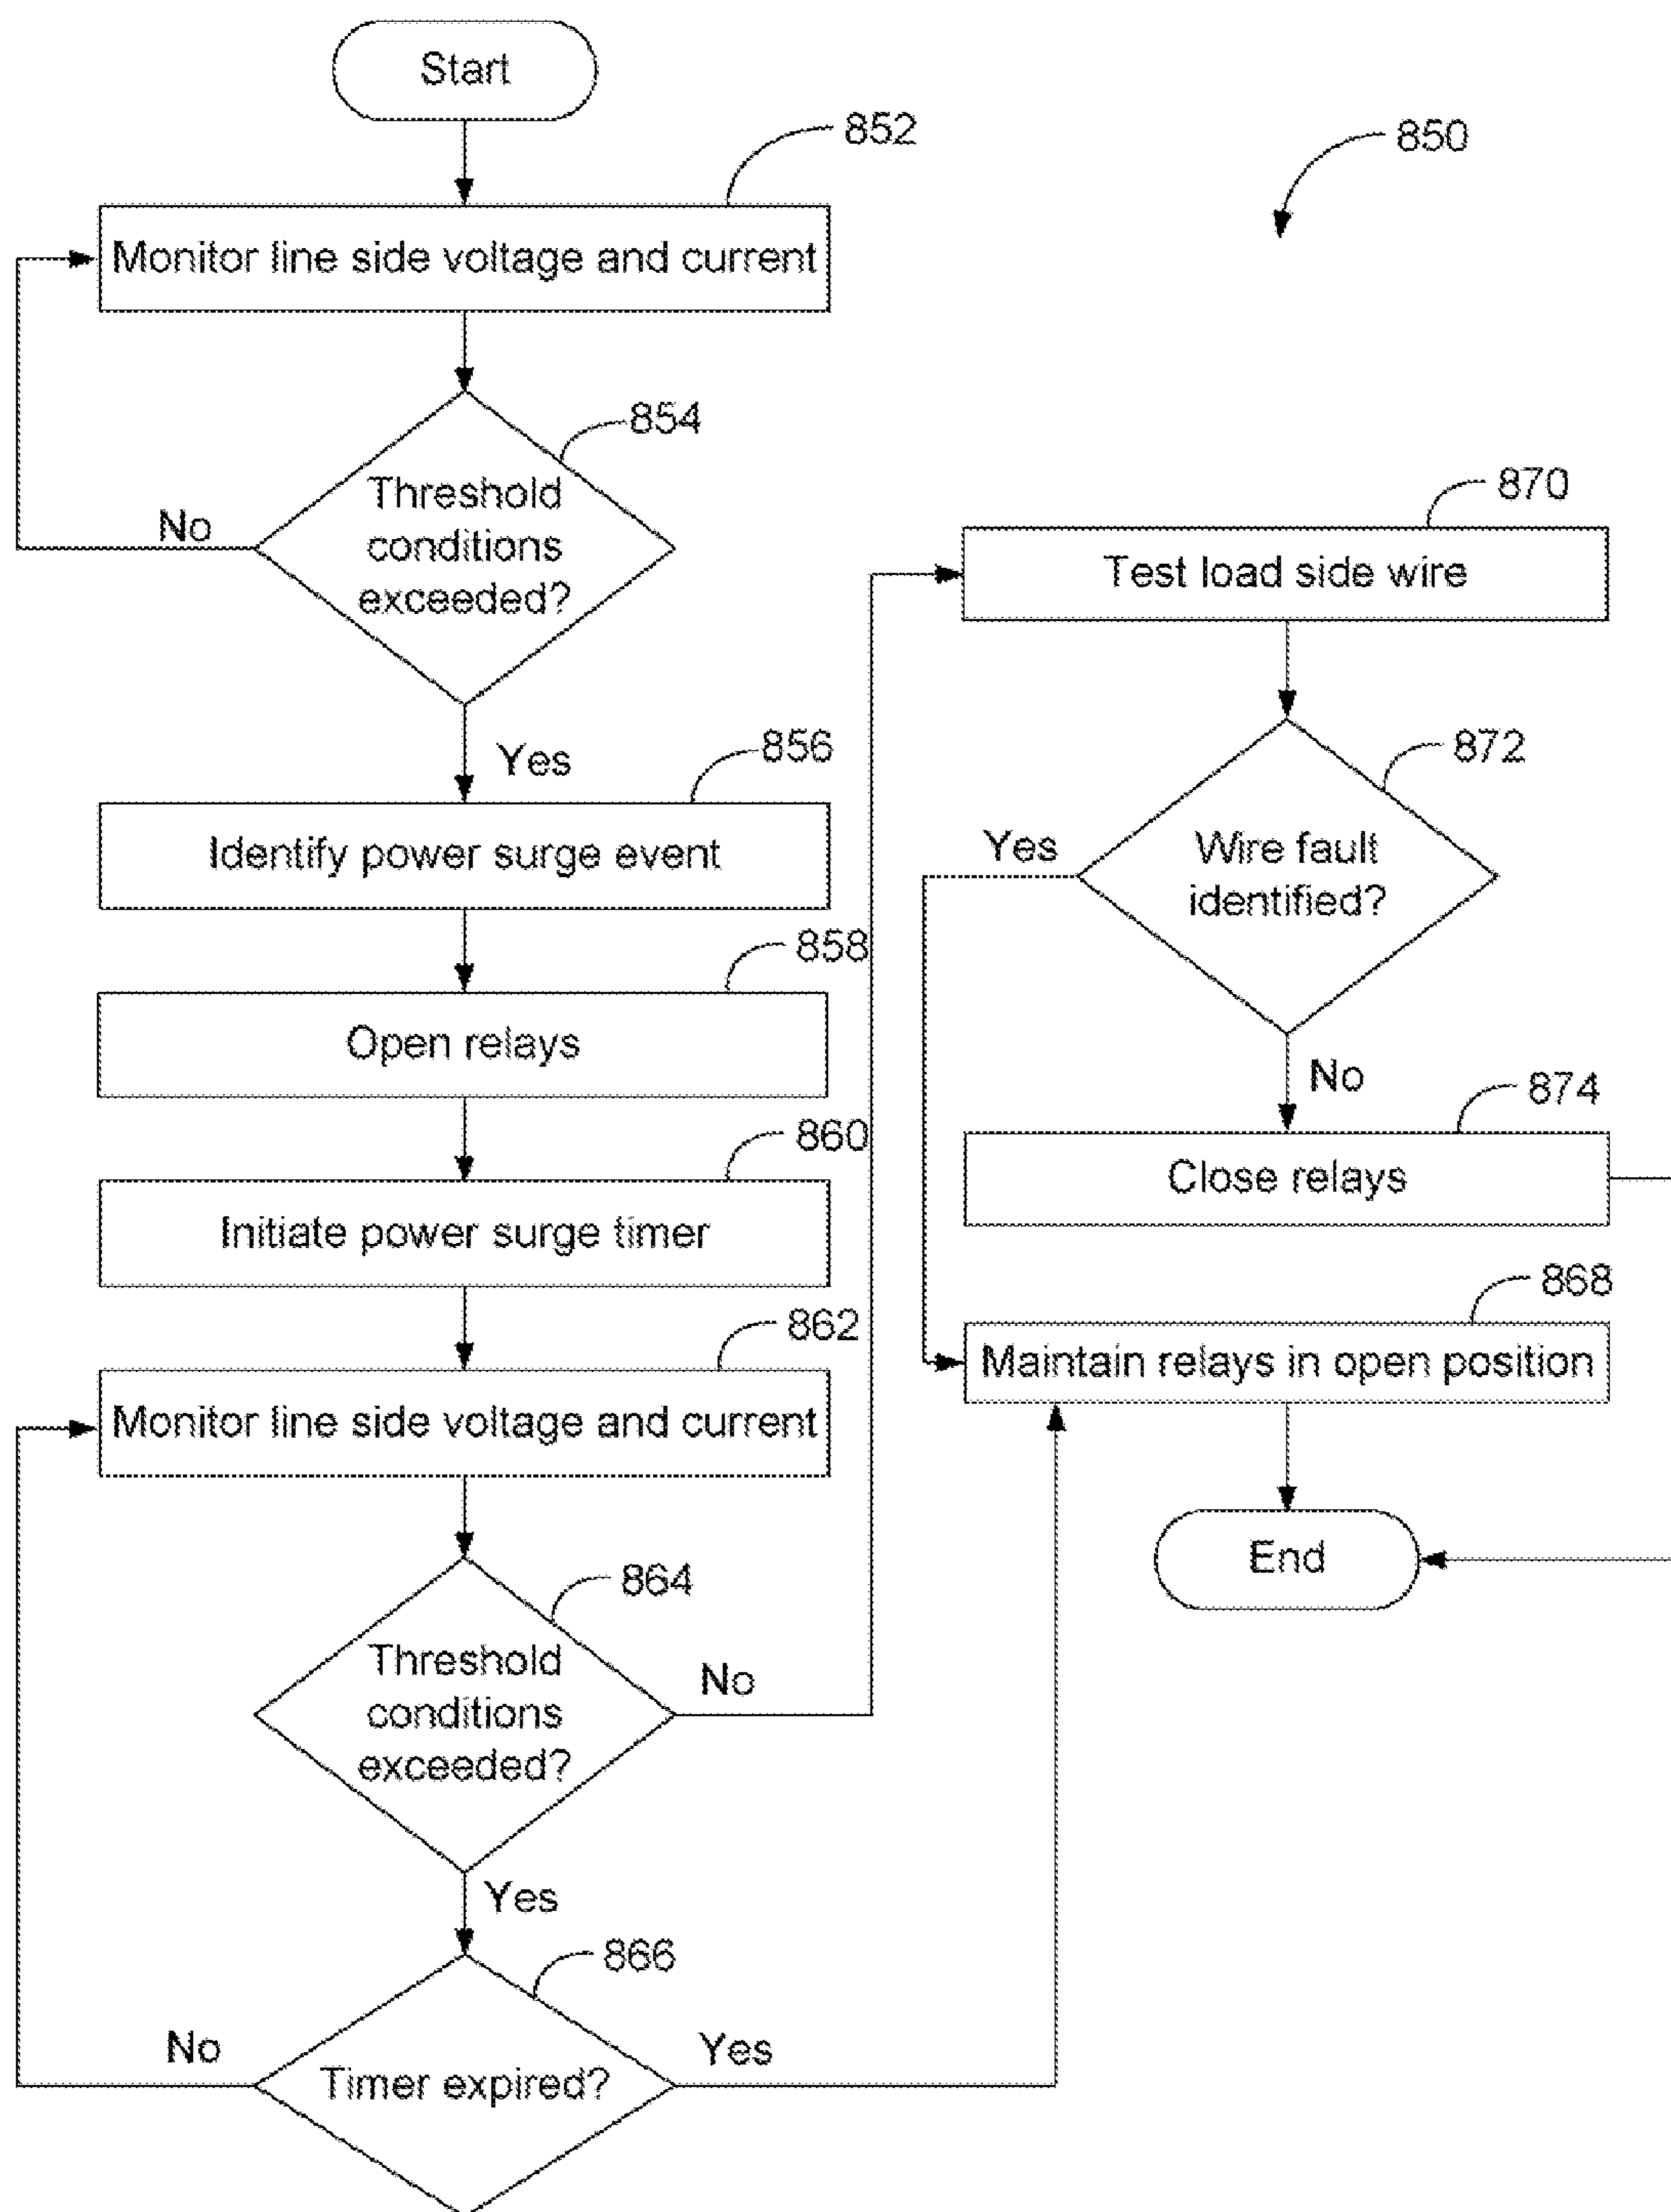 Start
852
850
Monitor line side voltage and current
854
Threshold
conditions
exceeded?
No
Yes
856
Identify power surge event
858
Open relays
860
Initiate power surge timer
862
Monitor line side voltage and current
864
Threshold
conditions
exceeded?
No
Yes
866
Timer expired?
No
Yes
870
Test load side wire
872
Wire fault
identified?
Yes
No
874
Close relays
868
Maintain relays in open position
End